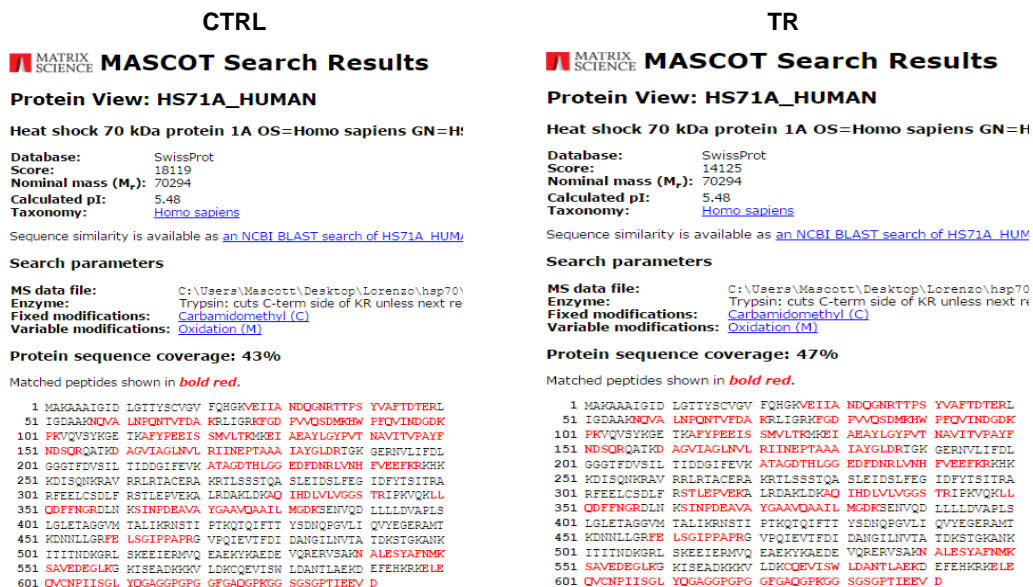 CTRL
MATRIX SCIENCE MASCOT Search Results
Protein View: HS71A_HUMAN
Heat shock 70 kDa protein 1A OS=Homo sapiens GN=HS
Database: SwissProt
Score: 18119
Nominal mass (Mr): 70294
Calculated pI: 5.48
Taxonomy: Homo sapiens
Sequence similarity is available as an NCBI BLAST search of HS71A_HUMA
Search parameters
MS data file: C:\Users\Mascott\Desktop\Lorenzo\hsp70\
Enzyme: Trypsin: cuts C-term side of KR unless next re
Fixed modifications: Carbamidomethyl (C)
Variable modifications: Oxidation (M)
Protein sequence coverage: 43%
Matched peptides shown in bold red.
1 MAKAAAIGID LGTTYSCVGV FQHGKVEIIA NDQGNRTTPS YVAFTDTERL
51 IGDAAKNQVA LNPQNTVFDA KRLIGRKFGD PVVQSDMKHW PFQVINDGDK
101 PKVQVSYKGE TKAFYPEEIS SMVLTKMKEI AEAYLGYPVT NAVITVPAYF
151 NDSQRQATKD AGVIAGLNVL RIINEPTAAA IAYGLDRTGK GERNVLIFDL
201 GGGTFDVSIL TIDDGIFEVK ATAGDTHLGG EDFDNRLVNH FVEEFKRKHK
251 KDISQNKRAV RRLRTACERA KRTLSSSTQA SLEIDSLFEG IDFYTSITRA
301 RFEELCSDLF RSTLEPVEKA LRDAKLDKAQ IHDLVLVGGS TRIPKVQKLL
351 QDFFNGRDLN KSINPDEAVA YGAAVQAAIL MGDKSENVQD LLLLDVAPLS
401 LGLETAGGVM TALIKRNSTI PTKQTQIFTT YSDNQPGVLI QVYEGERAMT
451 KDNNLLGRFE LSGIPPAPRG VPQIEVTFDI DANGILNVTA TDKSTGKANK
501 ITITNDKGRL SKEEIERMVQ EAEKYKAEDE VQRERVSAKN ALESYAFNMK
551 SAVEDEGLKG KISEADKKKV LDKCQEVISW LDANTLAEKD EFEHKRKELE
601 QVCNPIISGL YQGAGGPGPG GFGAQGPKGG SGSGPTIEEV D
TR
MATRIX SCIENCE MASCOT Search Results
Protein View: HS71A_HUMAN
Heat shock 70 kDa protein 1A OS=Homo sapiens GN=H
Database: SwissProt
Score: 14125
Nominal mass (Mr): 70294
Calculated pI: 5.48
Taxonomy: Homo sapiens
Sequence similarity is available as an NCBI BLAST search of HS71A_HUM
Search parameters
MS data file: C:\Users\Mascott\Desktop\Lorenzo\hsp70
Enzyme: Trypsin: cuts C-term side of KR unless next re
Fixed modifications: Carbamidomethyl (C)
Variable modifications: Oxidation (M)
Protein sequence coverage: 47%
Matched peptides shown in bold red.
1 MAKAAAIGID LGTTYSCVGV FQHGKVEIIA NDQGNRTTPS YVAFTDTERL
51 IGDAAKNQVA LNPQNTVFDA KRLIGRKFGD PVVQSDMKHW PFQVINDGDK
101 PKVQVSYKGE TKAFYPEEIS SMVLTKMKEI AEAYLGYPVT NAVITVPAYF
151 NDSQRQATKD AGVIAGLNVL RIINEPTAAA IAYGLDRTGK GERNVLIFDL
201 GGGTFDVSIL TIDDGIFEVK ATAGDTHLGG EDFDNRLVNH FVEEFKRKHK
251 KDISQNKRAV RRLRTACERA KRTLSSSTQA SLEIDSLFEG IDFYTSITRA
301 RFEELCSDLF RSTLEPVEKA LRDAKLDKAQ IHDLVLVGGS TRIPKVQKLL
351 QDFFNGRDLN KSINPDEAVA YGAAVQAAIL MGDKSENVQD LLLLDVAPLS
401 LGLETAGGVM TALIKRNSTI PTKQTQIFTT YSDNQPGVLI QVYEGERAMT
451 KDNNLLGRFE LSGIPPAPRG VPQIEVTFDI DANGILNVTA TDKSTGKANK
501 ITITNDKGRL SKEEIERMVQ EAEKYKAEDE VQRERVSAKN ALESYAFNMK
551 SAVEDEGLKG KISEADKKKV LDKCQEVISW LDANTLAEKD EFEHKRKELE
601 QVCNPIISGL YQGAGGPGPG GFGAQGPKGG SGSGPTIEEV D